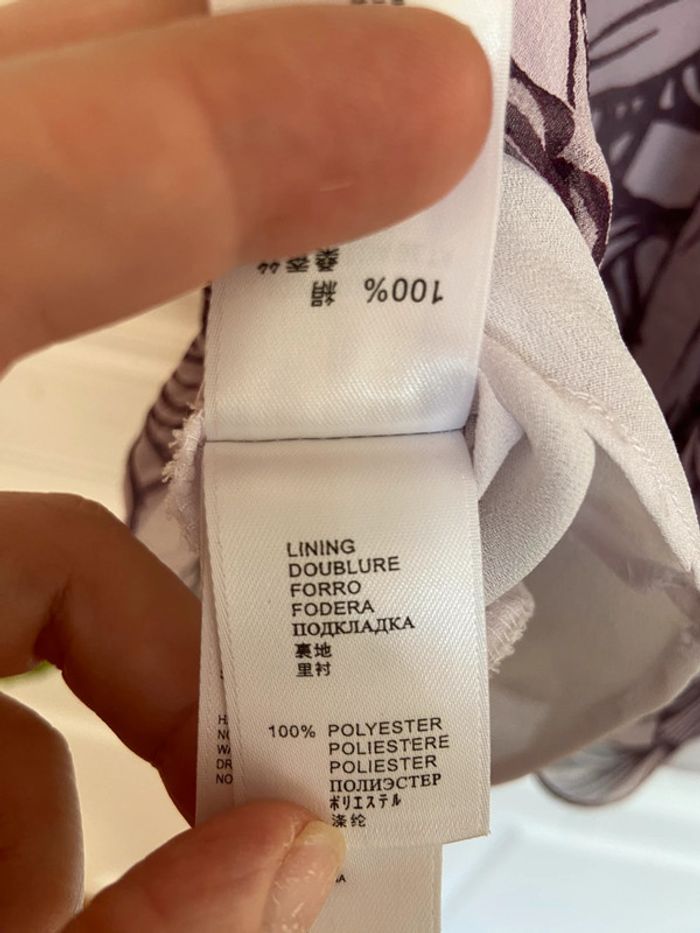 100% 絹
桑蚕丝
LINING
DOUBLURE
FORRO
FODERA
ПОДКЛАДКА
裏地
里衬
100% POLYESTER
POLIESTERE
POLIESTER
ПОЛИЭСТЕР
ポリエステル
涤纶